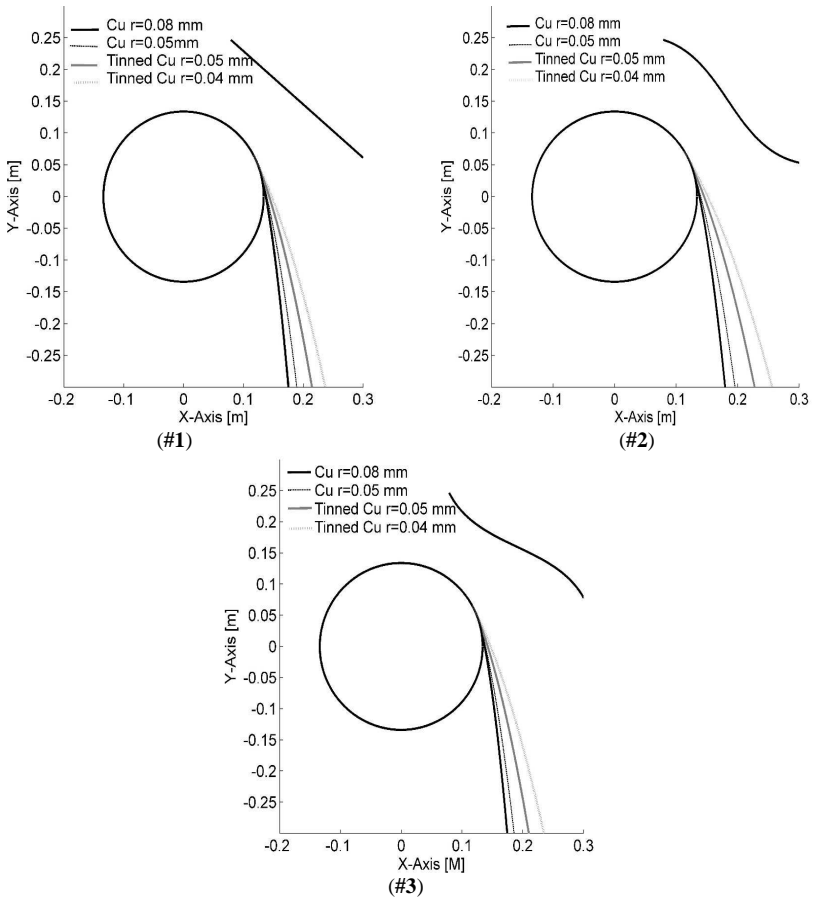 Cu r=0.08 mm
Cu r=0.05mm
Tinned Cu r=0.05 mm
Tinned Cu r=0.04 mm
0.25
0.2
0.15
0.1
0.05
0
-0.05
-0.1
-0.15
-0.2
-0.25
Y-Axis [m]
-0.2 -0.1 0 0.1 0.2 0.3
X-Axis [m]
(#1)
Cu r=0.08 mm
Cu r=0.05 mm
Tinned Cu r=0.05 mm
Tinned Cu r=0.04 mm
0.25
0.2
0.15
0.1
0.05
0
-0.05
-0.1
-0.15
-0.2
-0.25
Y-Axis [m]
-0.2 -0.1 0 0.1 0.2 0.3
X-Axis [m]
(#2)
Cu r=0.08 mm
Cu r=0.05 mm
Tinned Cu r=0.05 mm
Tinned Cu r=0.04 mm
0.25
0.2
0.15
0.1
0.05
0
-0.05
-0.1
-0.15
-0.2
-0.25
Y-Axis [m]
-0.2 -0.1 0 0.1 0.2 0.3
X-Axis [M]
(#3)